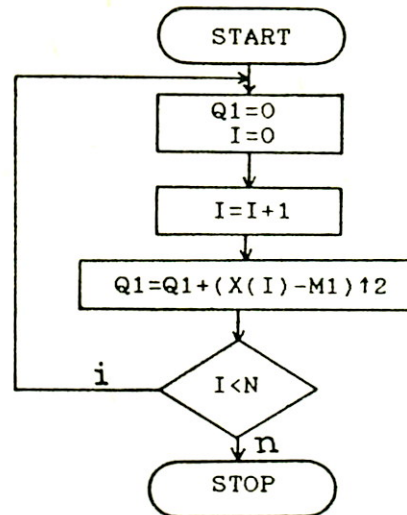 START
Q1=0
I=0
I=I+1
Q1=Q1+(X(I)-M1)↑2
I<N
i
n
STOP